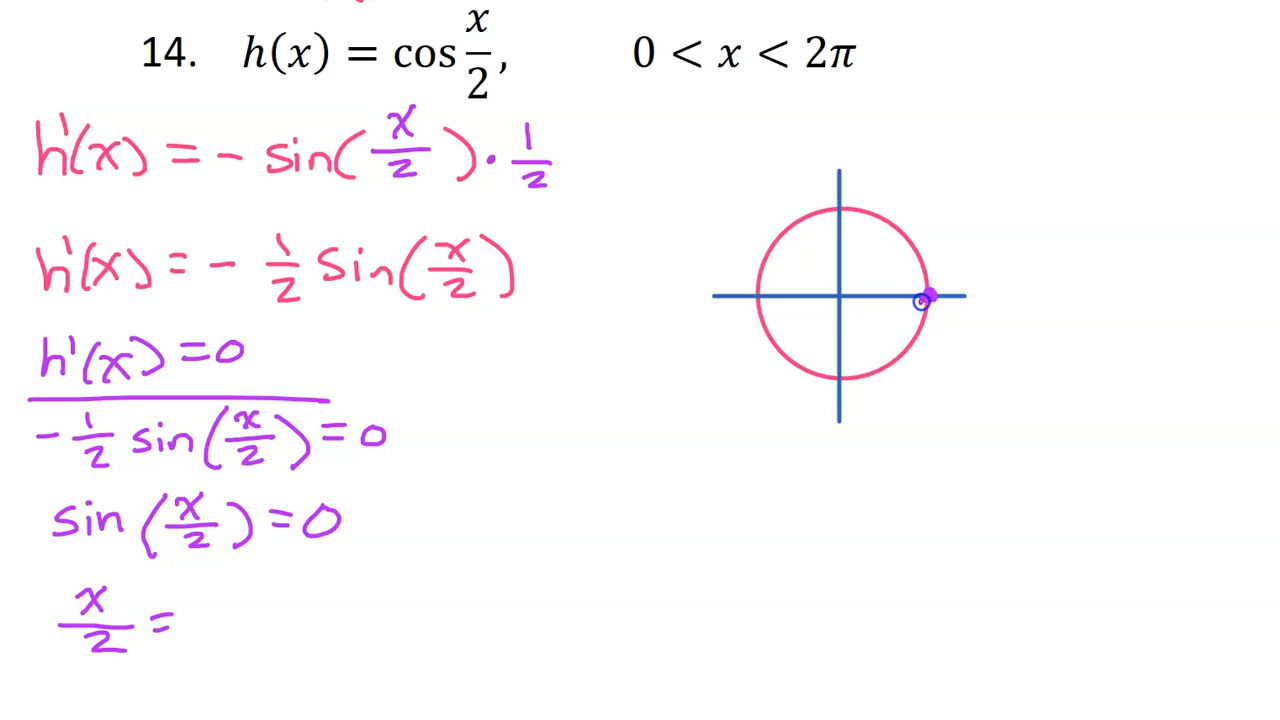 14. h(x) = cos x/2, 0 < x < 2π
h'(x) = - sin(x/2) · 1/2
h'(x) = - 1/2 sin(x/2)
h'(x) = 0
- 1/2 sin(x/2) = 0
sin(x/2) = 0
x/2 =